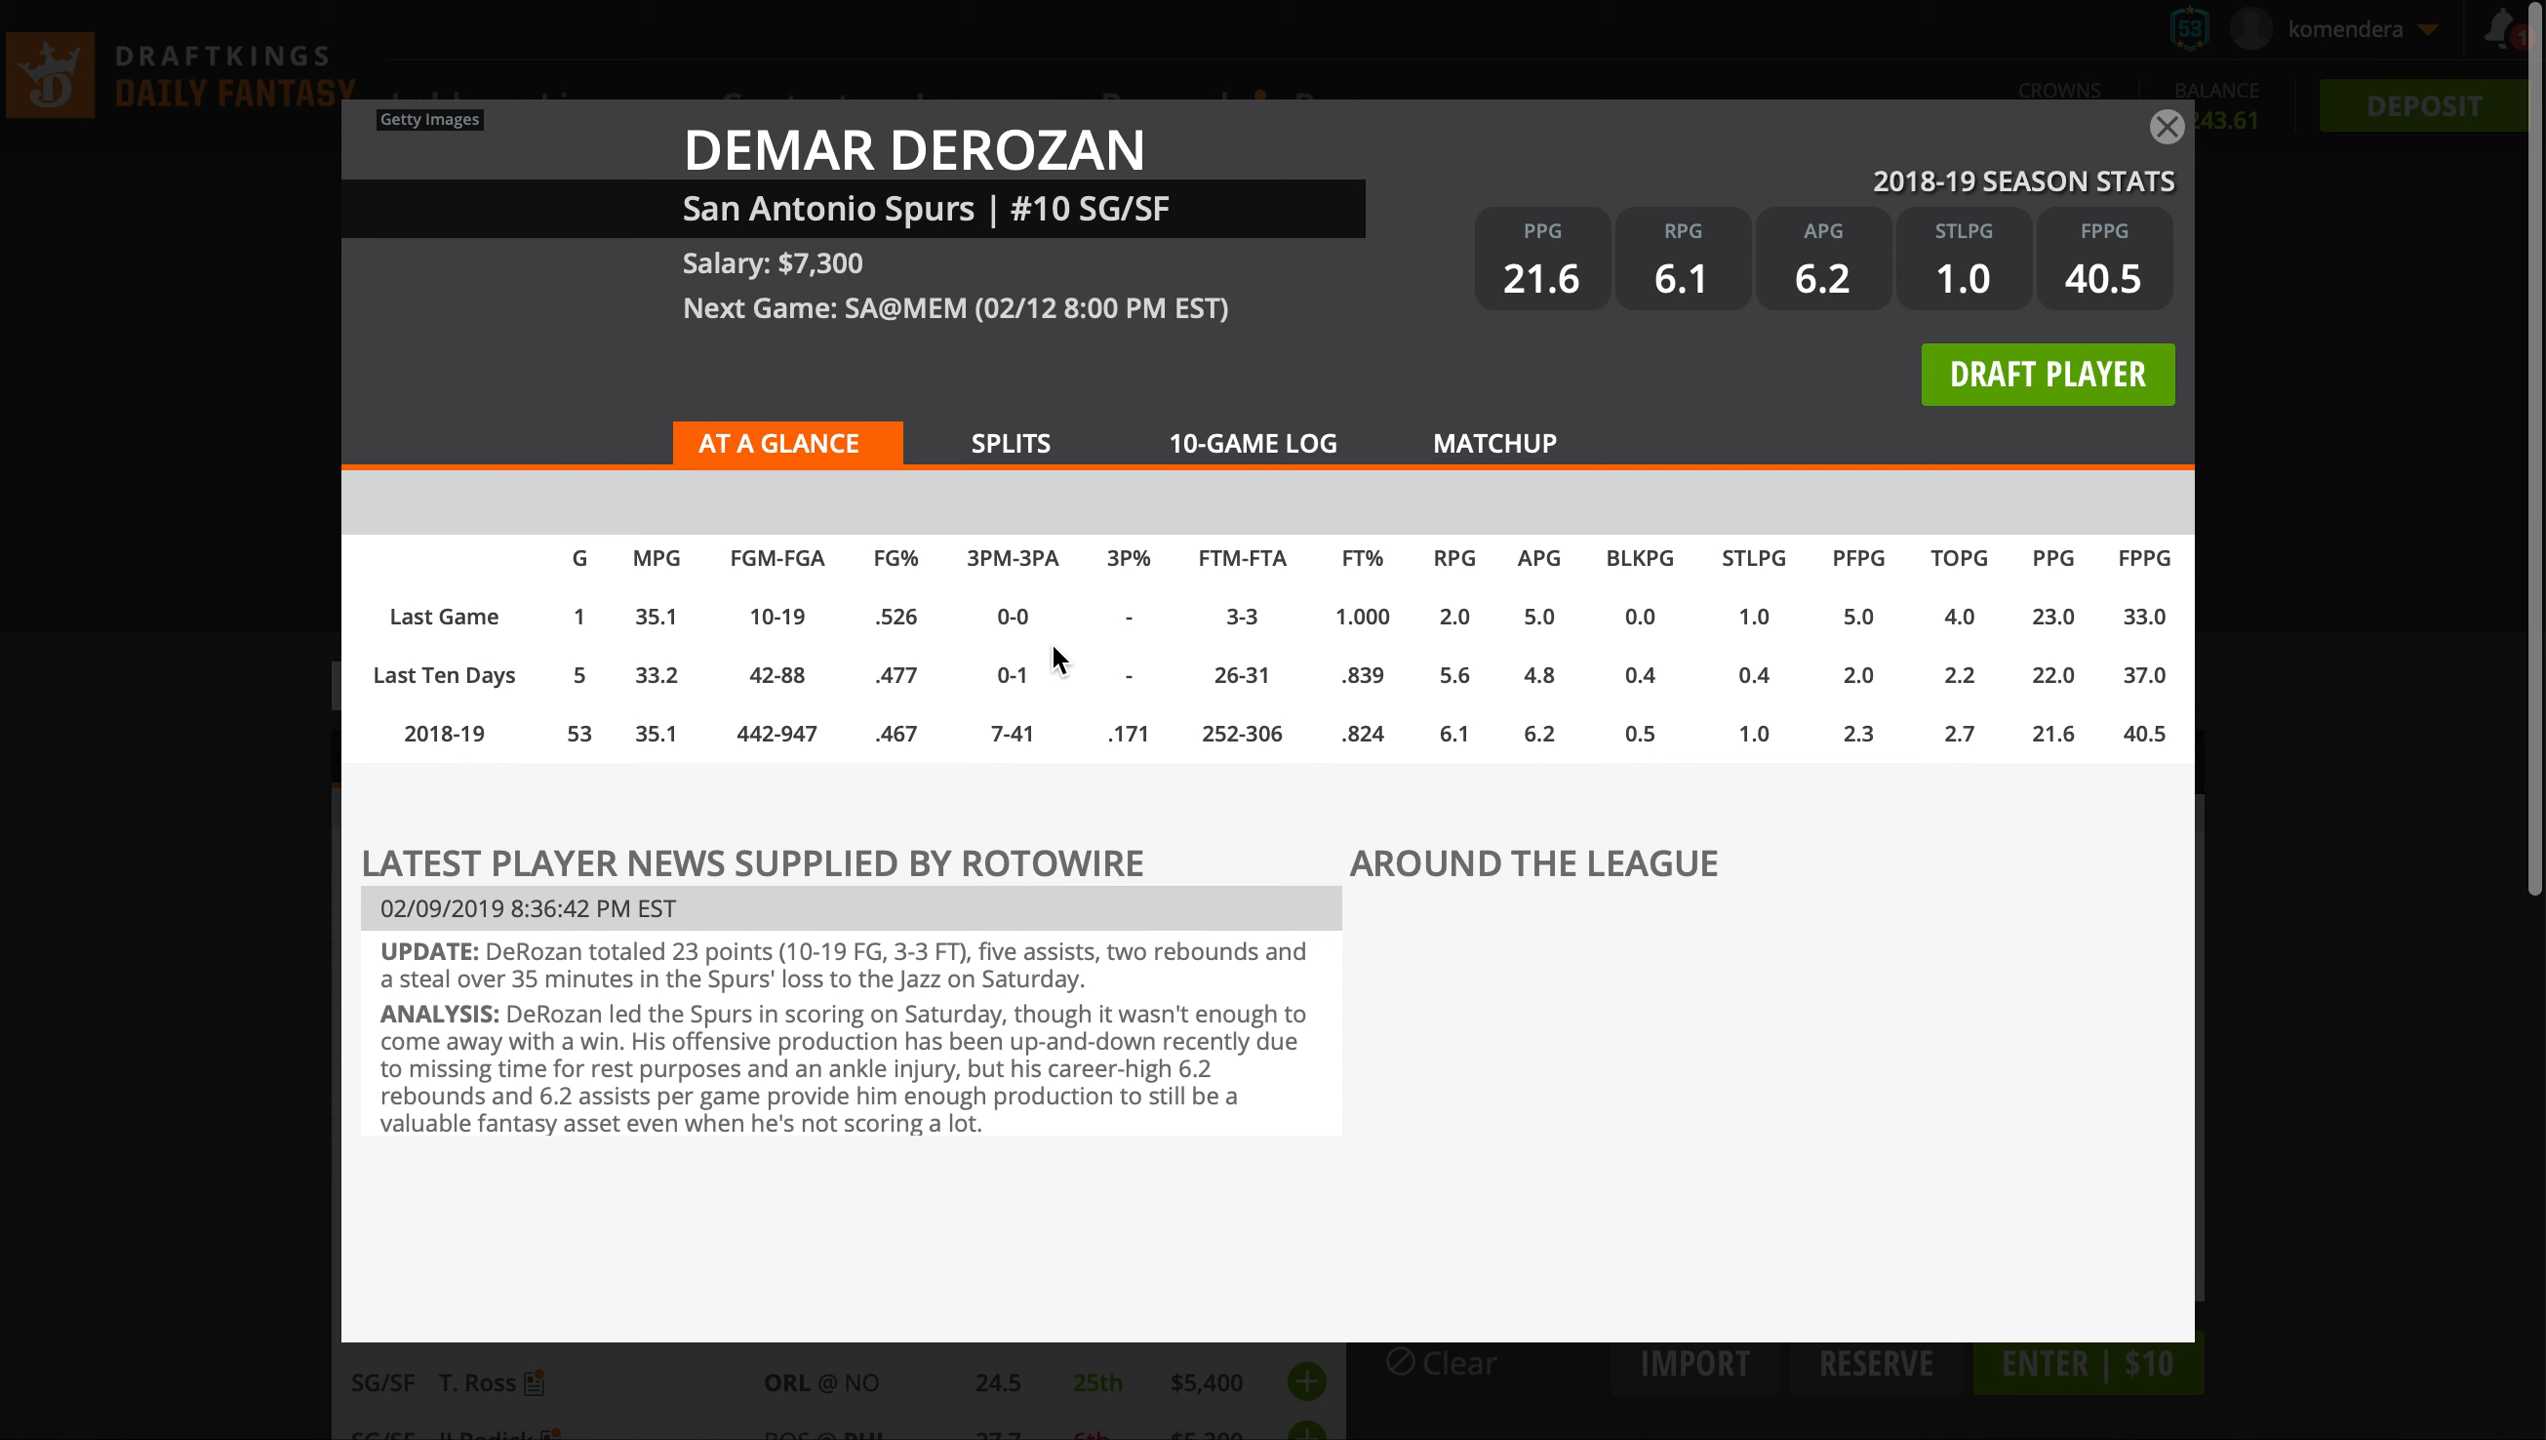 DRAFTKINGS
DAILY FANTASY
53
komendera
1
CROWNS
BALANCE
243.61
DEPOSIT
Getty Images
DEMAR DEROZAN
San Antonio Spurs | #10 SG/SF
Salary: $7,300
Next Game: SA@MEM (02/12 8:00 PM EST)
2018-19 SEASON STATS
PPG RPG APG STLPG FPPG
21.6 6.1 6.2 1.0 40.5
DRAFT PLAYER
AT A GLANCE SPLITS 10-GAME LOG MATCHUP
G MPG FGM-FGA FG% 3PM-3PA 3P% FTM-FTA FT% RPG APG BLKPG STLPG PFPG TOPG PPG FPPG
Last Game 1 35.1 10-19 .526 0-0 - 3-3 1.000 2.0 5.0 0.0 1.0 5.0 4.0 23.0 33.0
Last Ten Days 5 33.2 42-88 .477 0-1 - 26-31 .839 5.6 4.8 0.4 0.4 2.0 2.2 22.0 37.0
2018-19 53 35.1 442-947 .467 7-41 .171 252-306 .824 6.1 6.2 0.5 1.0 2.3 2.7 21.6 40.5
LATEST PLAYER NEWS SUPPLIED BY ROTOWIRE
02/09/2019 8:36:42 PM EST
UPDATE: DeRozan totaled 23 points (10-19 FG, 3-3 FT), five assists, two rebounds and
a steal over 35 minutes in the Spurs' loss to the Jazz on Saturday.
ANALYSIS: DeRozan led the Spurs in scoring on Saturday, though it wasn't enough to
come away with a win. His offensive production has been up-and-down recently due
to missing time for rest purposes and an ankle injury, but his career-high 6.2
rebounds and 6.2 assists per game provide him enough production to still be a
valuable fantasy asset even when he's not scoring a lot.
AROUND THE LEAGUE
SG/SF T. Ross ORL @ NO 24.5 25th $5,400
Clear IMPORT RESERVE ENTER | $10